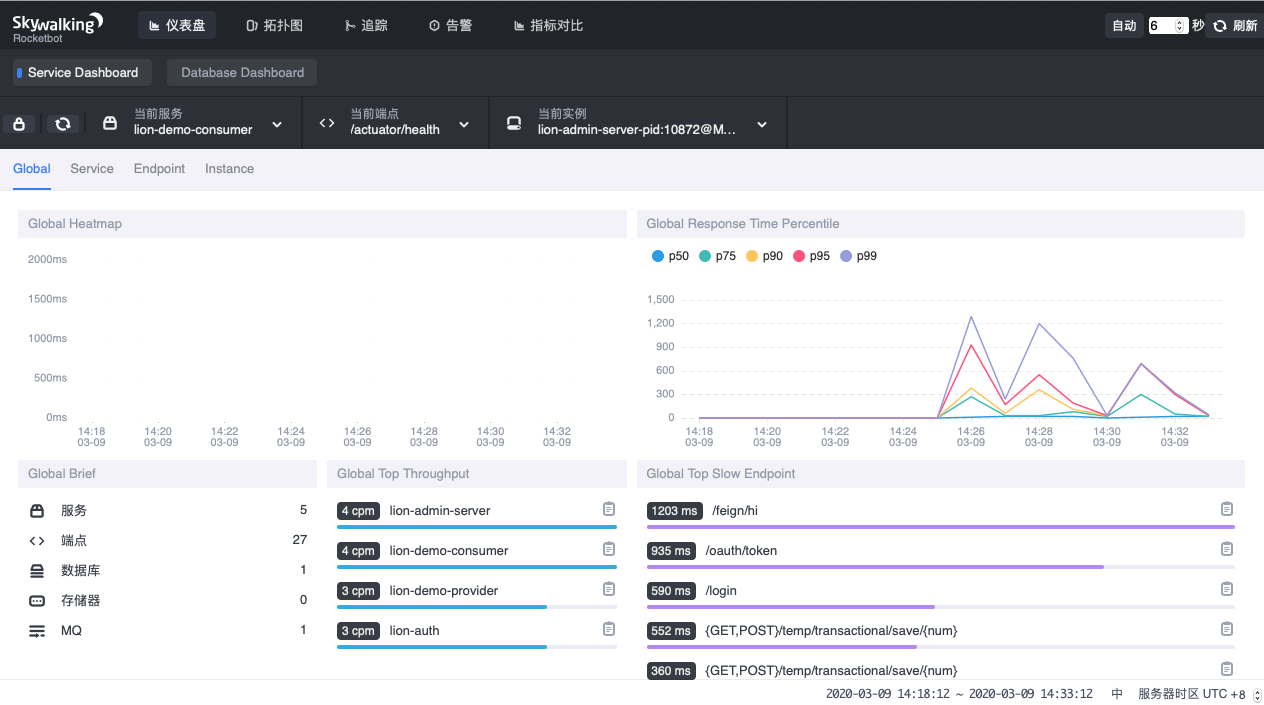 Skywalking
Rocketbot
仪表盘
拓扑图
追踪
告警
指标对比
自动
6
秒
刷新
Service Dashboard
Database Dashboard
当前服务
lion-demo-consumer
当前端点
/actuator/health
当前实例
lion-admin-server-pid:10872@M...
Global
Service
Endpoint
Instance
Global Heatmap
2000ms
1500ms
1000ms
500ms
0ms
14:18 14:20 14:22 14:24 14:26 14:28 14:30 14:32
03-09 03-09 03-09 03-09 03-09 03-09 03-09 03-09
Global Response Time Percentile
p50 p75 p90 p95 p99
1,500
1,200
900
600
300
0
14:18 14:20 14:22 14:24 14:26 14:28 14:30 14:32
03-09 03-09 03-09 03-09 03-09 03-09 03-09 03-09
Global Brief
服务 5
端点 27
数据库 1
存储器 0
MQ 1
Global Top Throughput
4 cpm lion-admin-server
4 cpm lion-demo-consumer
3 cpm lion-demo-provider
3 cpm lion-auth
Global Top Slow Endpoint
1203 ms /feign/hi
935 ms /oauth/token
590 ms /login
552 ms {GET,POST}/temp/transactional/save/{num}
360 ms {GET,POST}/temp/transactional/save/{num}
2020-03-09 14:18:12 ~ 2020-03-09 14:33:12
中
服务器时区 UTC +8